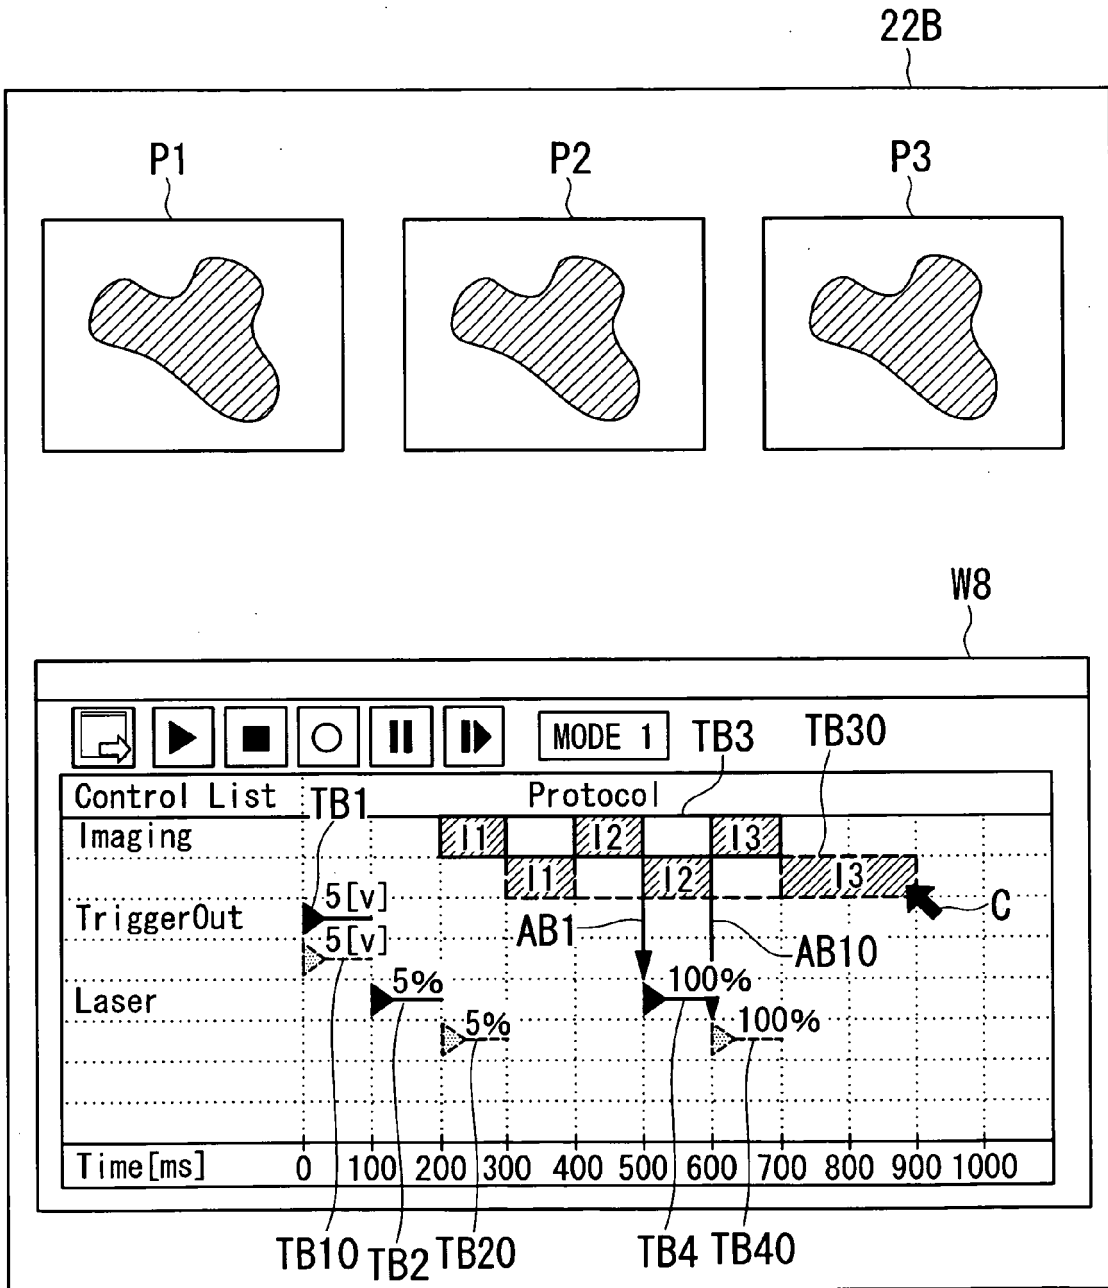 22B
P1 P2 P3
W8
MODE 1 TB3 TB30
Control List TB1 Protocol
Imaging I1 I2 I3
I1 I2 I3
TriggerOut 5[v] AB1 C
5[v] AB10
Laser 5% 100%
5% 100%
Time[ms] 0 100 200 300 400 500 600 700 800 900 1000
TB10 TB2 TB20 TB4 TB40